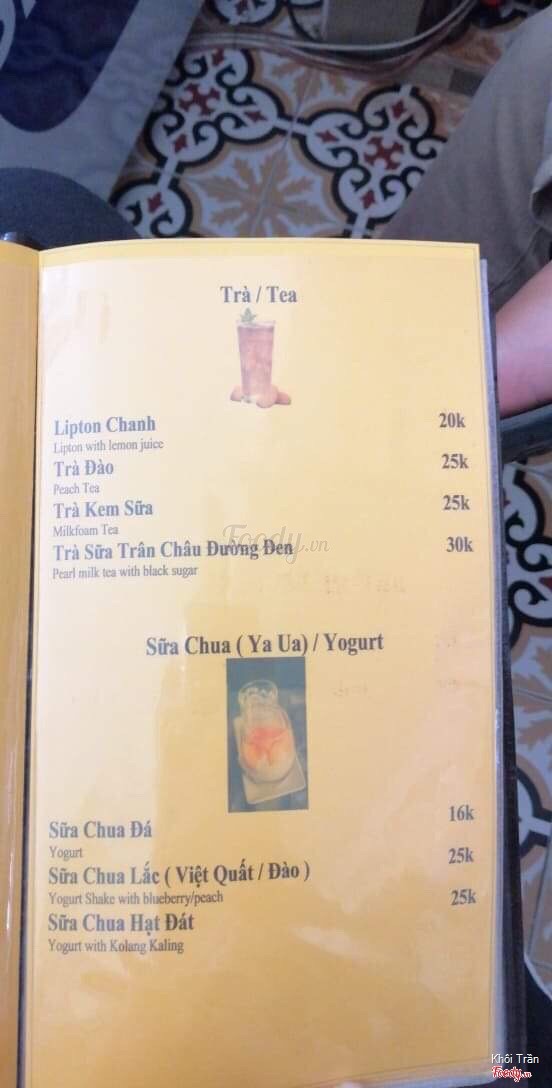 Trà / Tea
Lipton Chanh 20k
Lipton with lemon juice
Trà Đào 25k
Peach Tea
Trà Kem Sữa 25k
Milkfoam Tea
Trà Sữa Trân Châu Đường Đen 30k
Pearl milk tea with black sugar
Foody.vn
Sữa Chua ( Ya Ua) / Yogurt
Sữa Chua Đá 16k
Yogurt
Sữa Chua Lắc ( Việt Quất / Đào ) 25k
Yogurt Shake with blueberry/peach
Sữa Chua Hạt Đát 25k
Yogurt with Kolang Kaling
Khôi Trần
Foody.vn